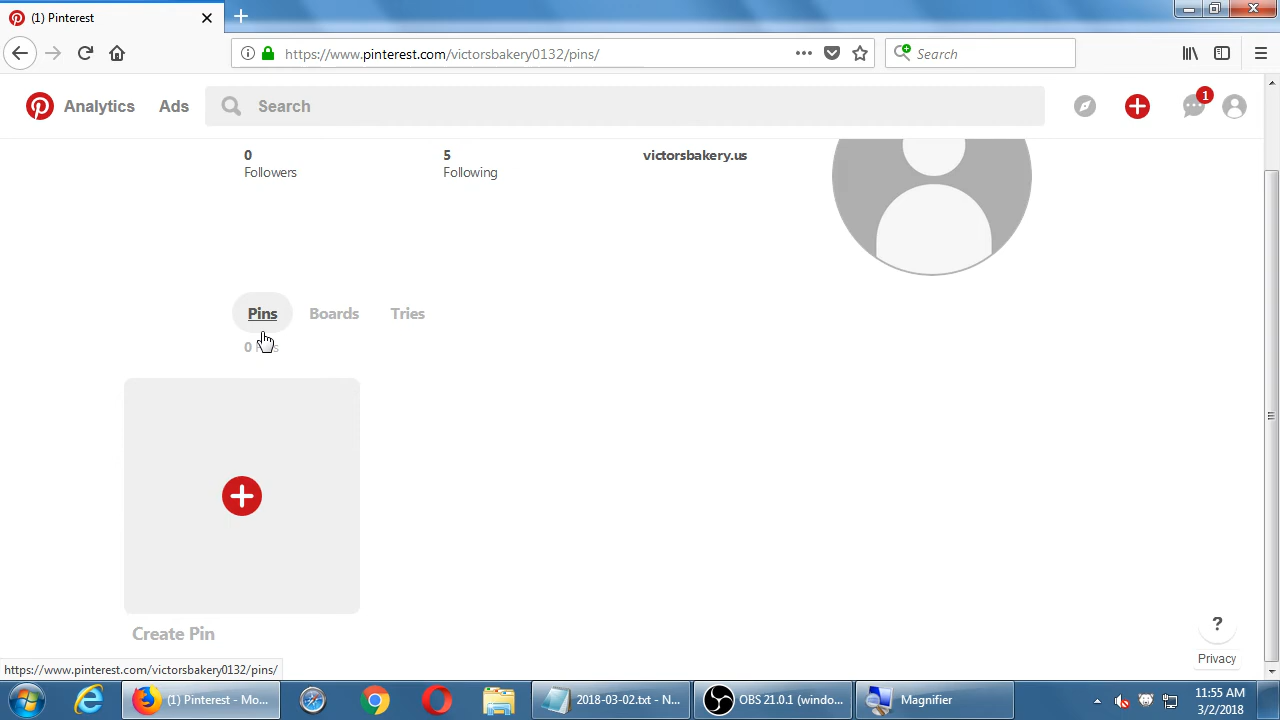 (1) Pinterest
https://www.pinterest.com/victorsbakery0132/pins/
Search
Analytics
Ads
Search
1
0
Followers
5
Following
victorsbakery.us
Pins
Boards
Tries
0
Create Pin
?
Privacy
https://www.pinterest.com/victorsbakery0132/pins/
(1) Pinterest - Mo...
2018-03-02.txt - N...
OBS 21.0.1 (windo...
Magnifier
11:55 AM
3/2/2018